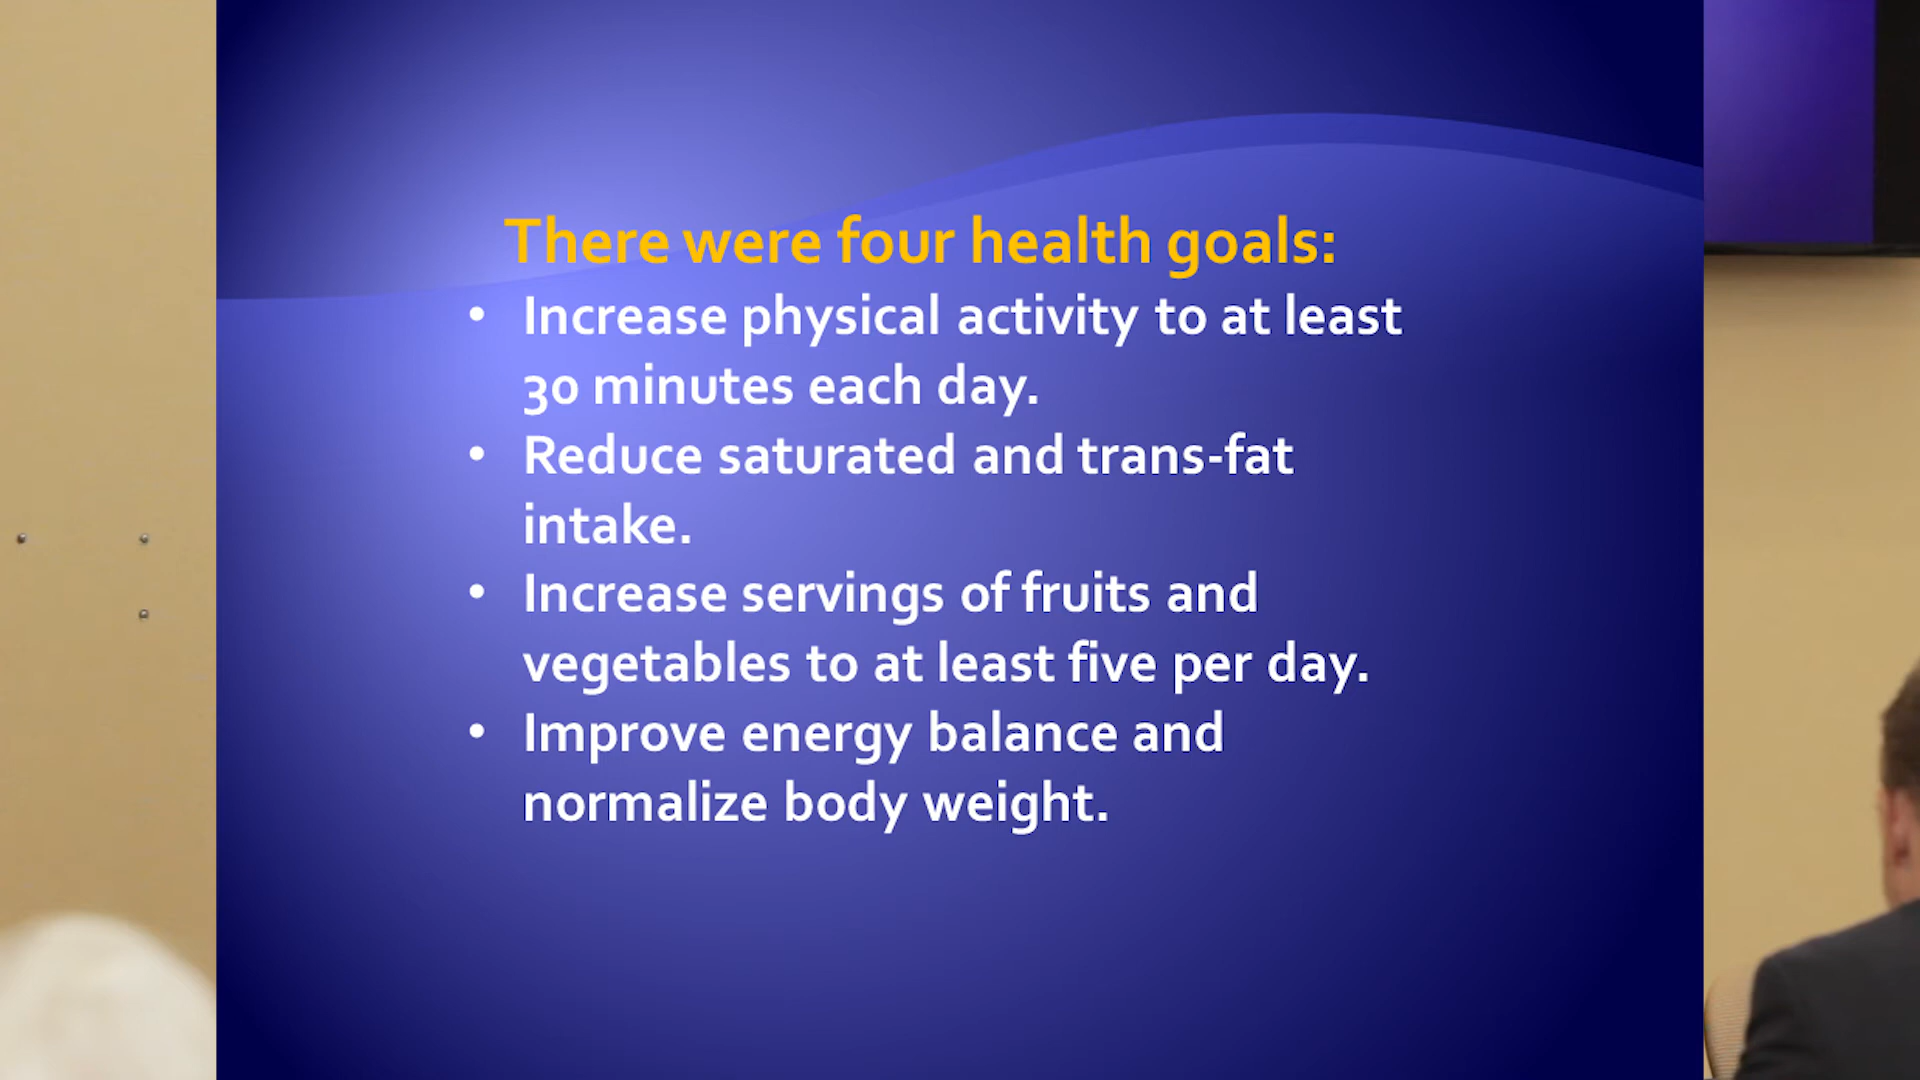 There were four health goals:
• Increase physical activity to at least
30 minutes each day.
• Reduce saturated and trans-fat
intake.
• Increase servings of fruits and
vegetables to at least five per day.
• Improve energy balance and
normalize body weight.